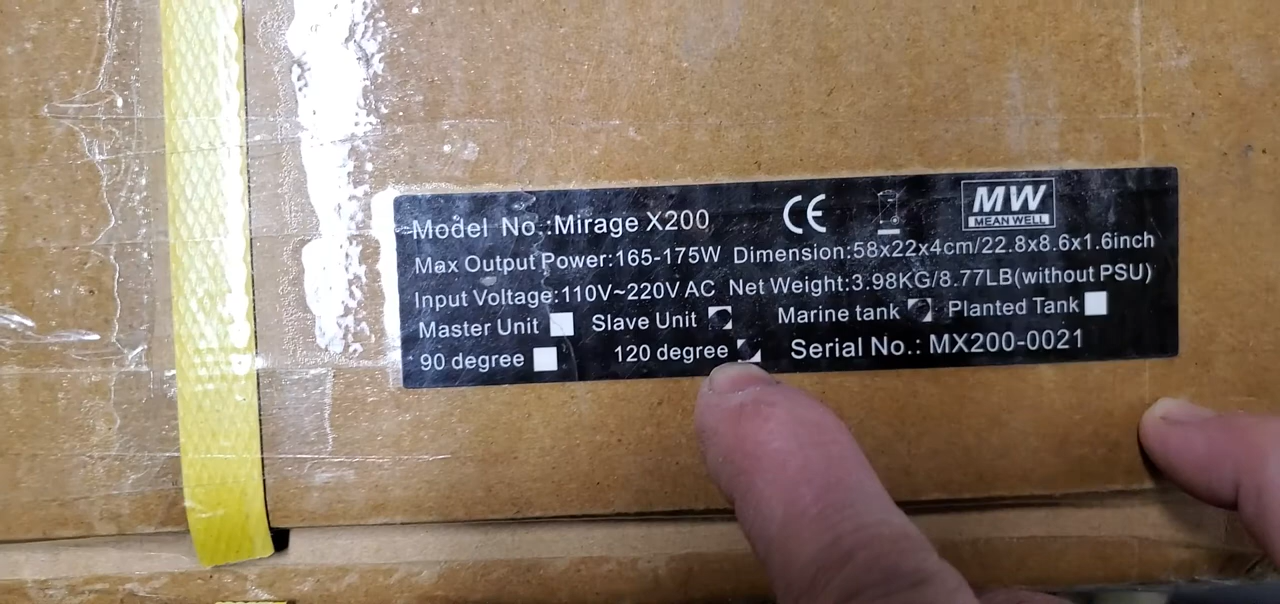 Model No.:Mirage X200 CE MW MEAN WELL
Max Output Power:165-175W Dimension:58x22x4cm/22.8x8.6x1.6inch
Input Voltage:110V~220V AC Net Weight:3.98KG/8.77LB(without PSU)
Master Unit Slave Unit Marine tank Planted Tank
90 degree 120 degree Serial No.: MX200-0021